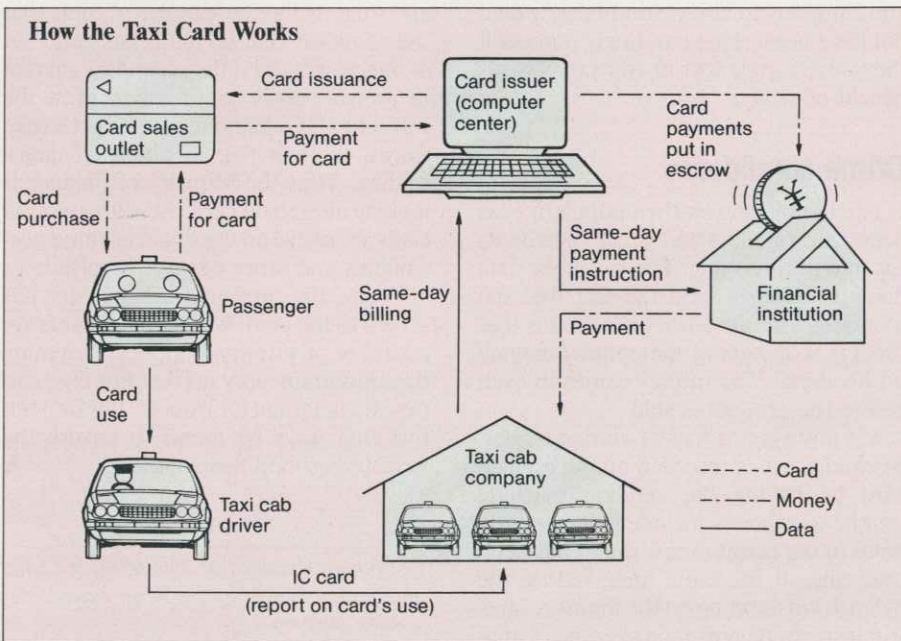 How the Taxi Card Works
Card issuance
Card sales
outlet
Payment
for card
Card issuer
(computer
center)
Card
payments
put in
escrow
Card
purchase
Payment
for card
Passenger
Same-day
billing
Same-day
payment
instruction
Payment
Financial
institution
Card
use
Taxi cab
driver
Taxi cab
company
IC card
(report on card's use)
Card
Money
Data